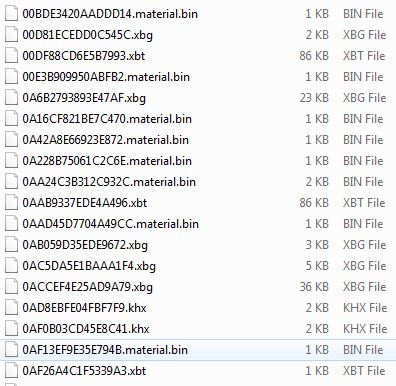 00BDE3420AADDD14.material.bin 1 KB BIN File
00D81ECEDD0C545C.xbg 2 KB XBG File
00DF88CD6E5B7993.xbt 86 KB XBT File
00E3B909950ABFB2.material.bin 1 KB BIN File
0A6B2793893E47AF.xbg 23 KB XBG File
0A16CF821BE7C470.material.bin 1 KB BIN File
0A42A8E66923E872.material.bin 1 KB BIN File
0A228B75061C2C6E.material.bin 1 KB BIN File
0AA24C3B312C932C.material.bin 2 KB BIN File
0AAB9337EDE4A496.xbt 86 KB XBT File
0AAD45D7704A49CC.material.bin 1 KB BIN File
0AB059D35EDE9672.xbg 3 KB XBG File
0AC5DA5E1BAAA1F4.xbg 5 KB XBG File
0ACCEF4E25AD9A79.xbg 36 KB XBG File
0AD8EBFE04FBF7F9.khx 2 KB KHX File
0AF0B03CD45E8C41.khx 2 KB KHX File
0AF13EF9E35E794B.material.bin 1 KB BIN File
0AF26A4C1F5339A3.xbt 1 KB XBT File